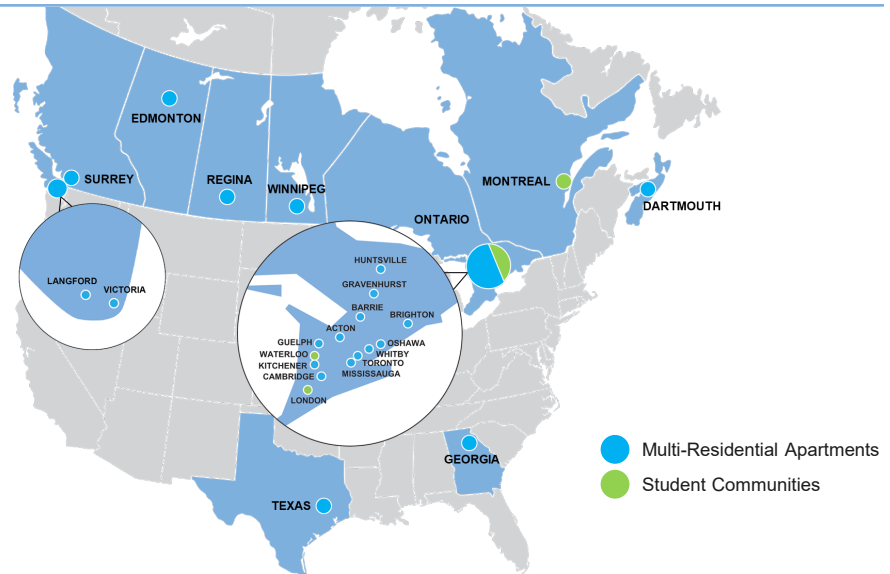 EDMONTON
SURREY
REGINA
WINNIPEG
MONTREAL
ONTARIO
DARTMOUTH
LANGFORD
VICTORIA
HUNTSVILLE
GRAVENHURST
BARRIE
BRIGHTON
ACTON
GUELPH
OSHAWA
WATERLOO
WHITBY
KITCHENER
TORONTO
CAMBRIDGE
MISSISSAUGA
LONDON
GEORGIA
TEXAS
Multi-Residential Apartments
Student Communities